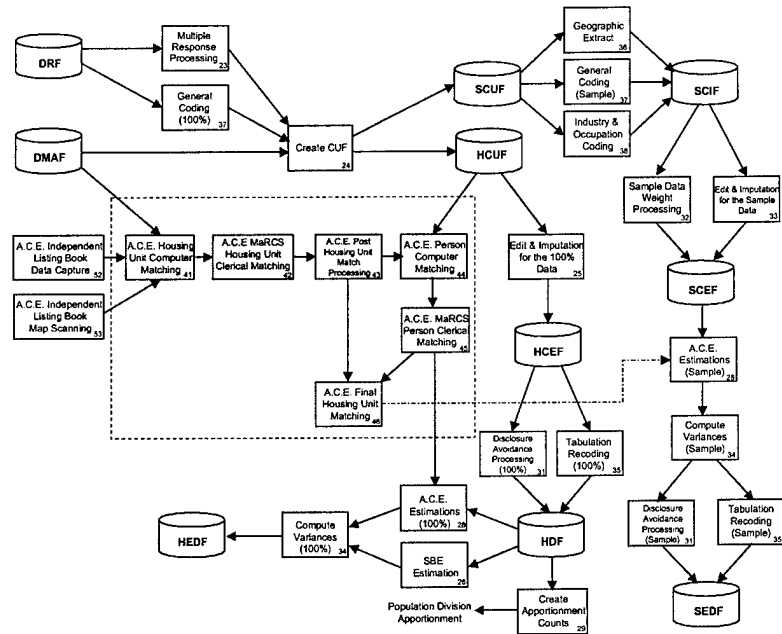 DRF
Multiple
Response
Processing
23
General
Coding
(100%)
37
DMAF
Create CUF
24
SCUF
HCUF
Geographic
Extract
36
General
Coding
(Sample)
37
Industry &
Occupation
Coding
38
SCIF
Sample Data
Weight
Processing
32
Edit & Imputation
for the Sample
Data
33
SCEF
A.C.E. Independent
Listing Book
Data Capture
52
A.C.E. Independent
Listing Book
Map Scanning
53
A.C.E. Housing
Unit Computer
Matching
41
A.C.E MaRCS
Housing Unit
Clerical Matching
42
A.C.E. Post
Housing Unit
Match
Processing
43
A.C.E. Person
Computer
Matching
44
A.C.E. MaRCS
Person Clerical
Matching
45
A.C.E. Final
Housing Unit
Matching
46
Edit & Imputation
for the 100%
Data
25
HCEF
Disclosure
Avoidance
Processing
(100%)
31
Tabulation
Recoding
(100%)
35
A.C.E.
Estimations
(Sample)
28
Compute
Variances
(Sample)
34
Disclosure
Avoidance
Processing
(Sample)
31
Tabulation
Recoding
(Sample)
35
SEDF
HEDF
Compute
Variances
(100%)
34
A.C.E.
Estimations
(100%)
28
SBE
Estimation
26
HDF
Population Division
Apportionment
Create
Apportionment
Counts
29